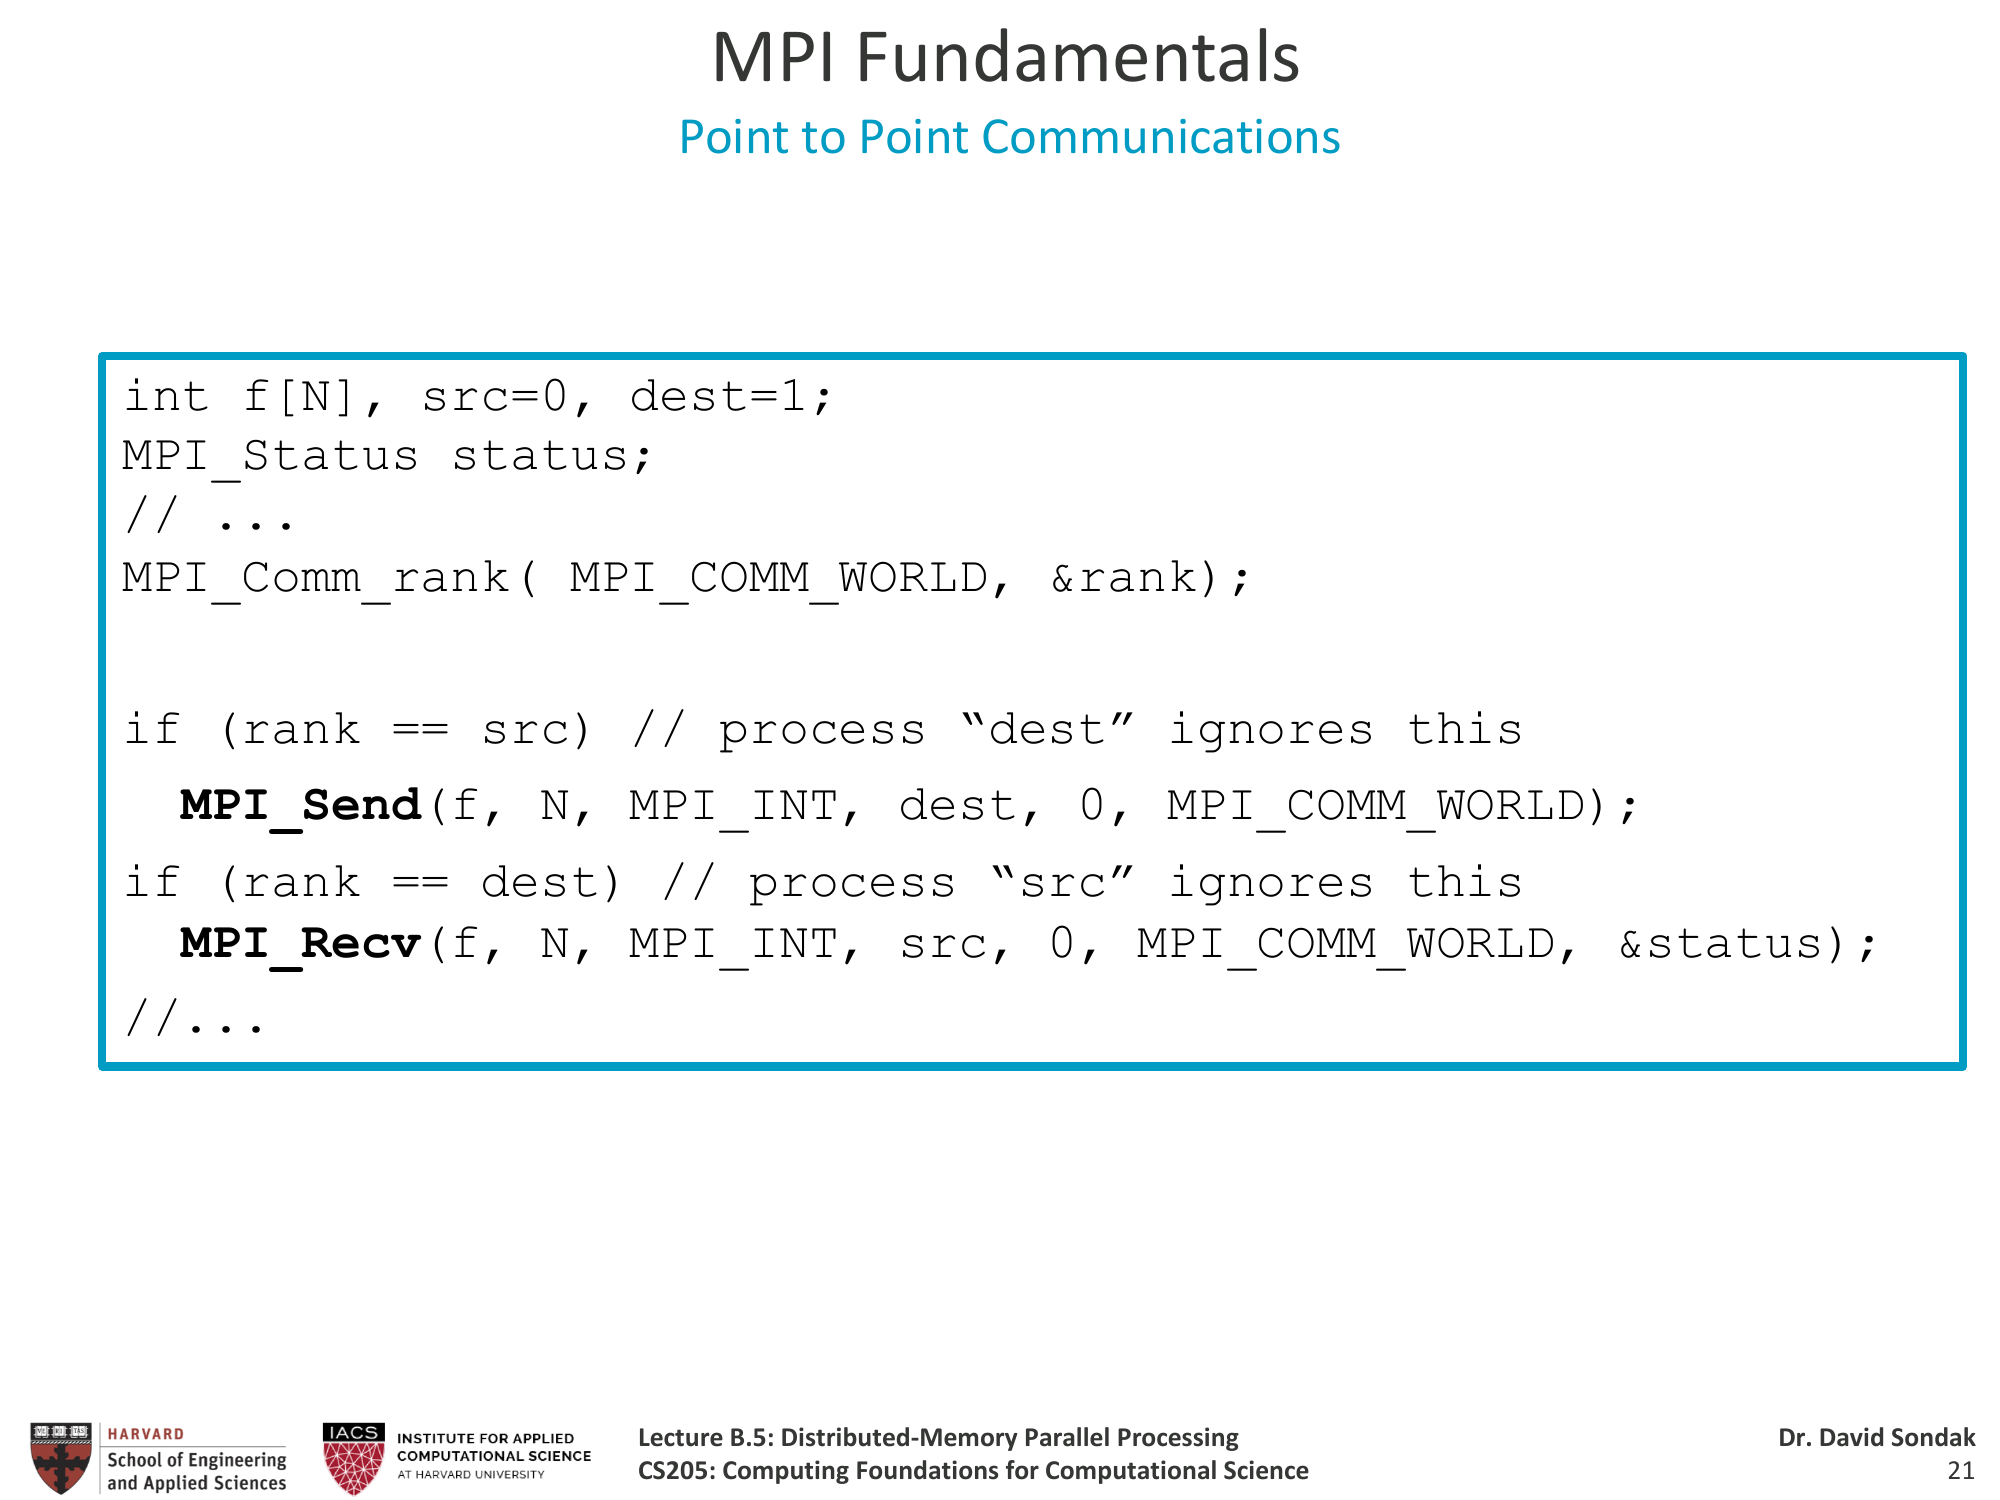 MPI Fundamentals
Point to Point Communications
int f[N], src=0, dest=1;
MPI_Status status;
// ...
MPI_Comm_rank( MPI_COMM_WORLD, &rank);
if (rank == src) // process “dest” ignores this
MPI_Send(f, N, MPI_INT, dest, 0, MPI_COMM_WORLD);
if (rank == dest) // process “src” ignores this
MPI_Recv(f, N, MPI_INT, src, 0, MPI_COMM_WORLD, &status);
//...
HARVARD
School of Engineering
and Applied Sciences
IACS
INSTITUTE FOR APPLIED
COMPUTATIONAL SCIENCE
AT HARVARD UNIVERSITY
Lecture B.5: Distributed-Memory Parallel Processing
CS205: Computing Foundations for Computational Science
Dr. David Sondak
21